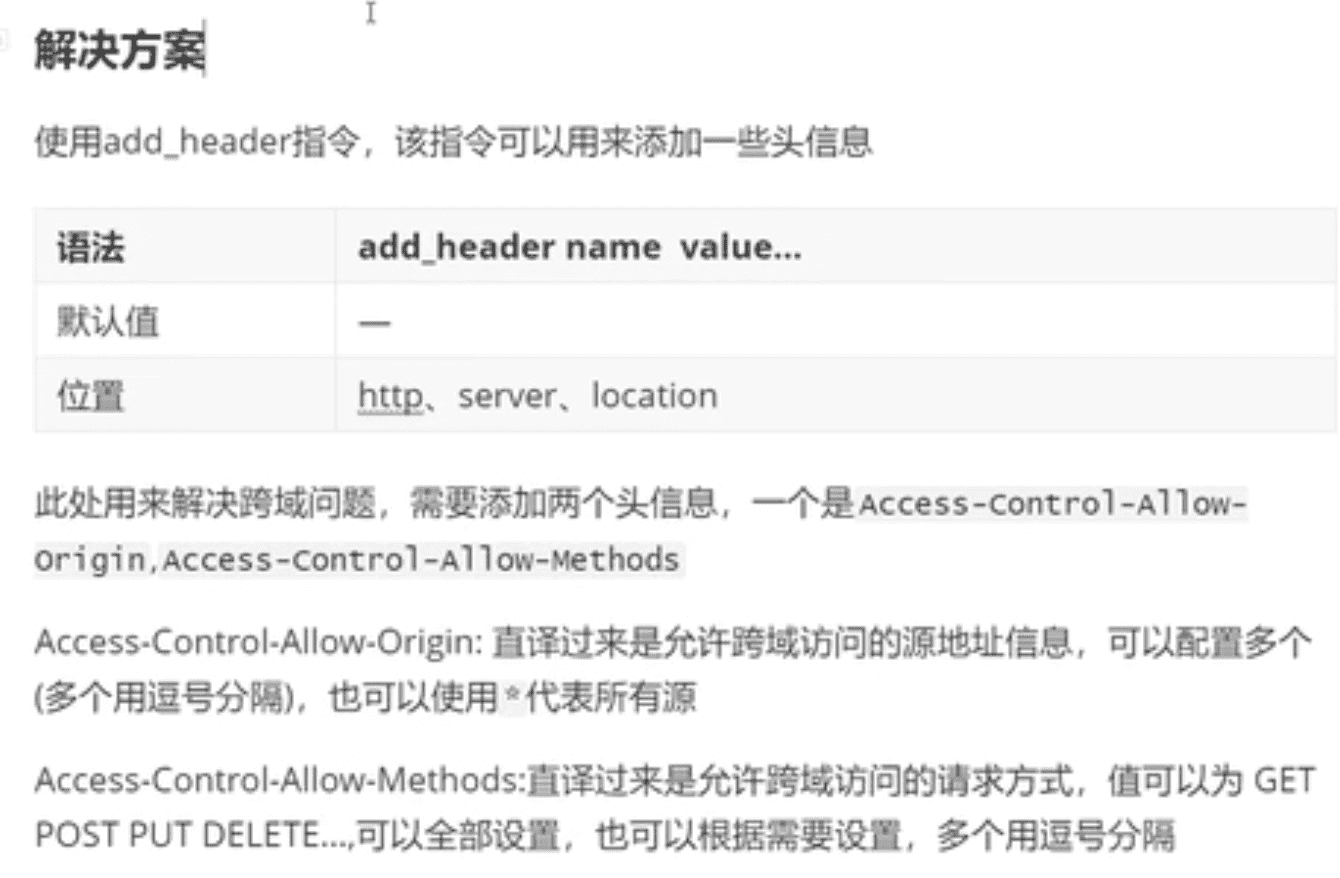 解决方案
使用add_header指令，该指令可以用来添加一些头信息
语法 add_header name value...
默认值 —
位置 http、server、location
此处用来解决跨域问题，需要添加两个头信息，一个是Access-Control-Allow-
Origin,Access-Control-Allow-Methods
Access-Control-Allow-Origin: 直译过来是允许跨域访问的源地址信息，可以配置多个
(多个用逗号分隔)，也可以使用*代表所有源
Access-Control-Allow-Methods:直译过来是允许跨域访问的请求方式，值可以为 GET
POST PUT DELETE...,可以全部设置，也可以根据需要设置，多个用逗号分隔